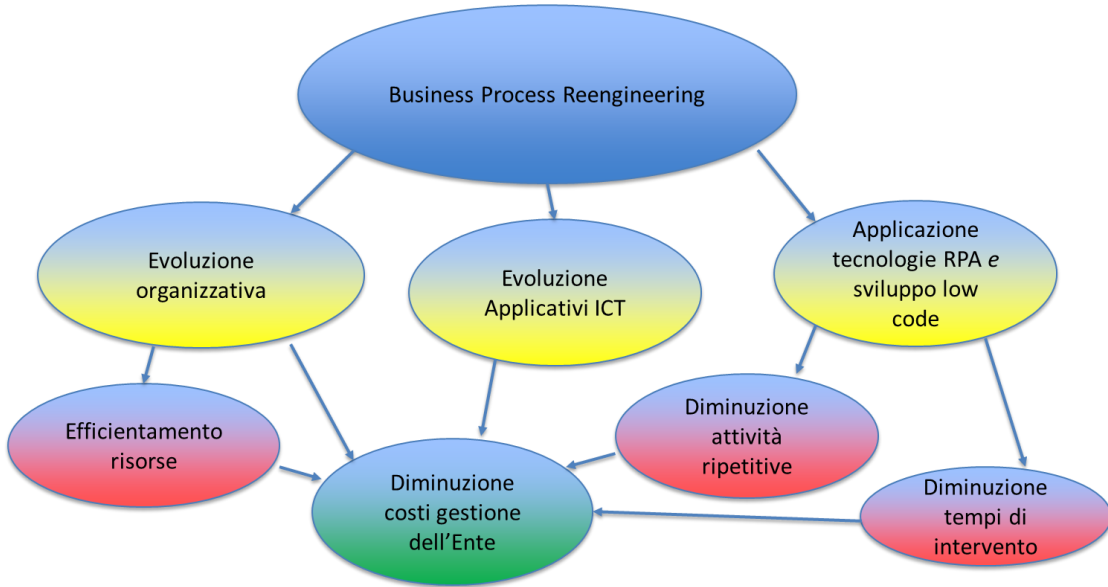 Business Process Reengineering
Evoluzione
organizzativa
Evoluzione
Applicativi ICT
Applicazione
tecnologie RPA e
sviluppo low
code
Efficientamento
risorse
Diminuzione
costi gestione
dell’Ente
Diminuzione
attività
ripetitive
Diminuzione
tempi di
intervento